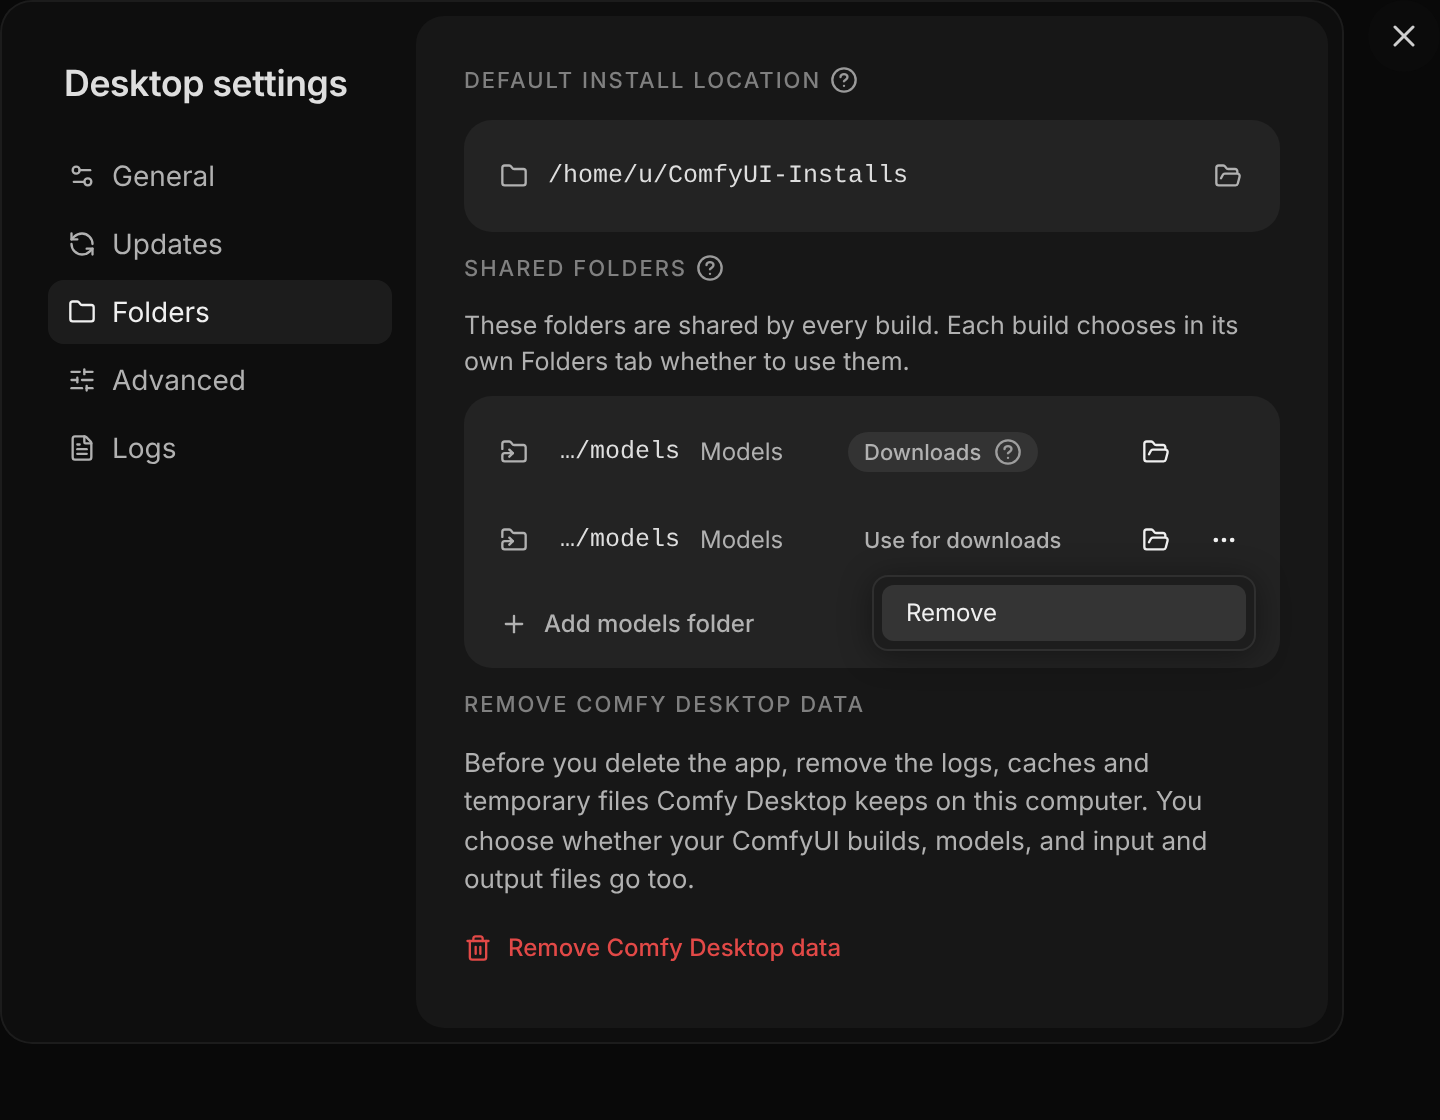 Desktop settings
General
Updates
Folders
Advanced
Logs
DEFAULT INSTALL LOCATION
/home/u/ComfyUI-Installs
SHARED FOLDERS
These folders are shared by every build. Each build chooses in its
own Folders tab whether to use them.
…/models Models Downloads
…/models Models Use for downloads
Remove
Add models folder
REMOVE COMFY DESKTOP DATA
Before you delete the app, remove the logs, caches and
temporary files Comfy Desktop keeps on this computer. You
choose whether your ComfyUI builds, models, and input and
output files go too.
Remove Comfy Desktop data